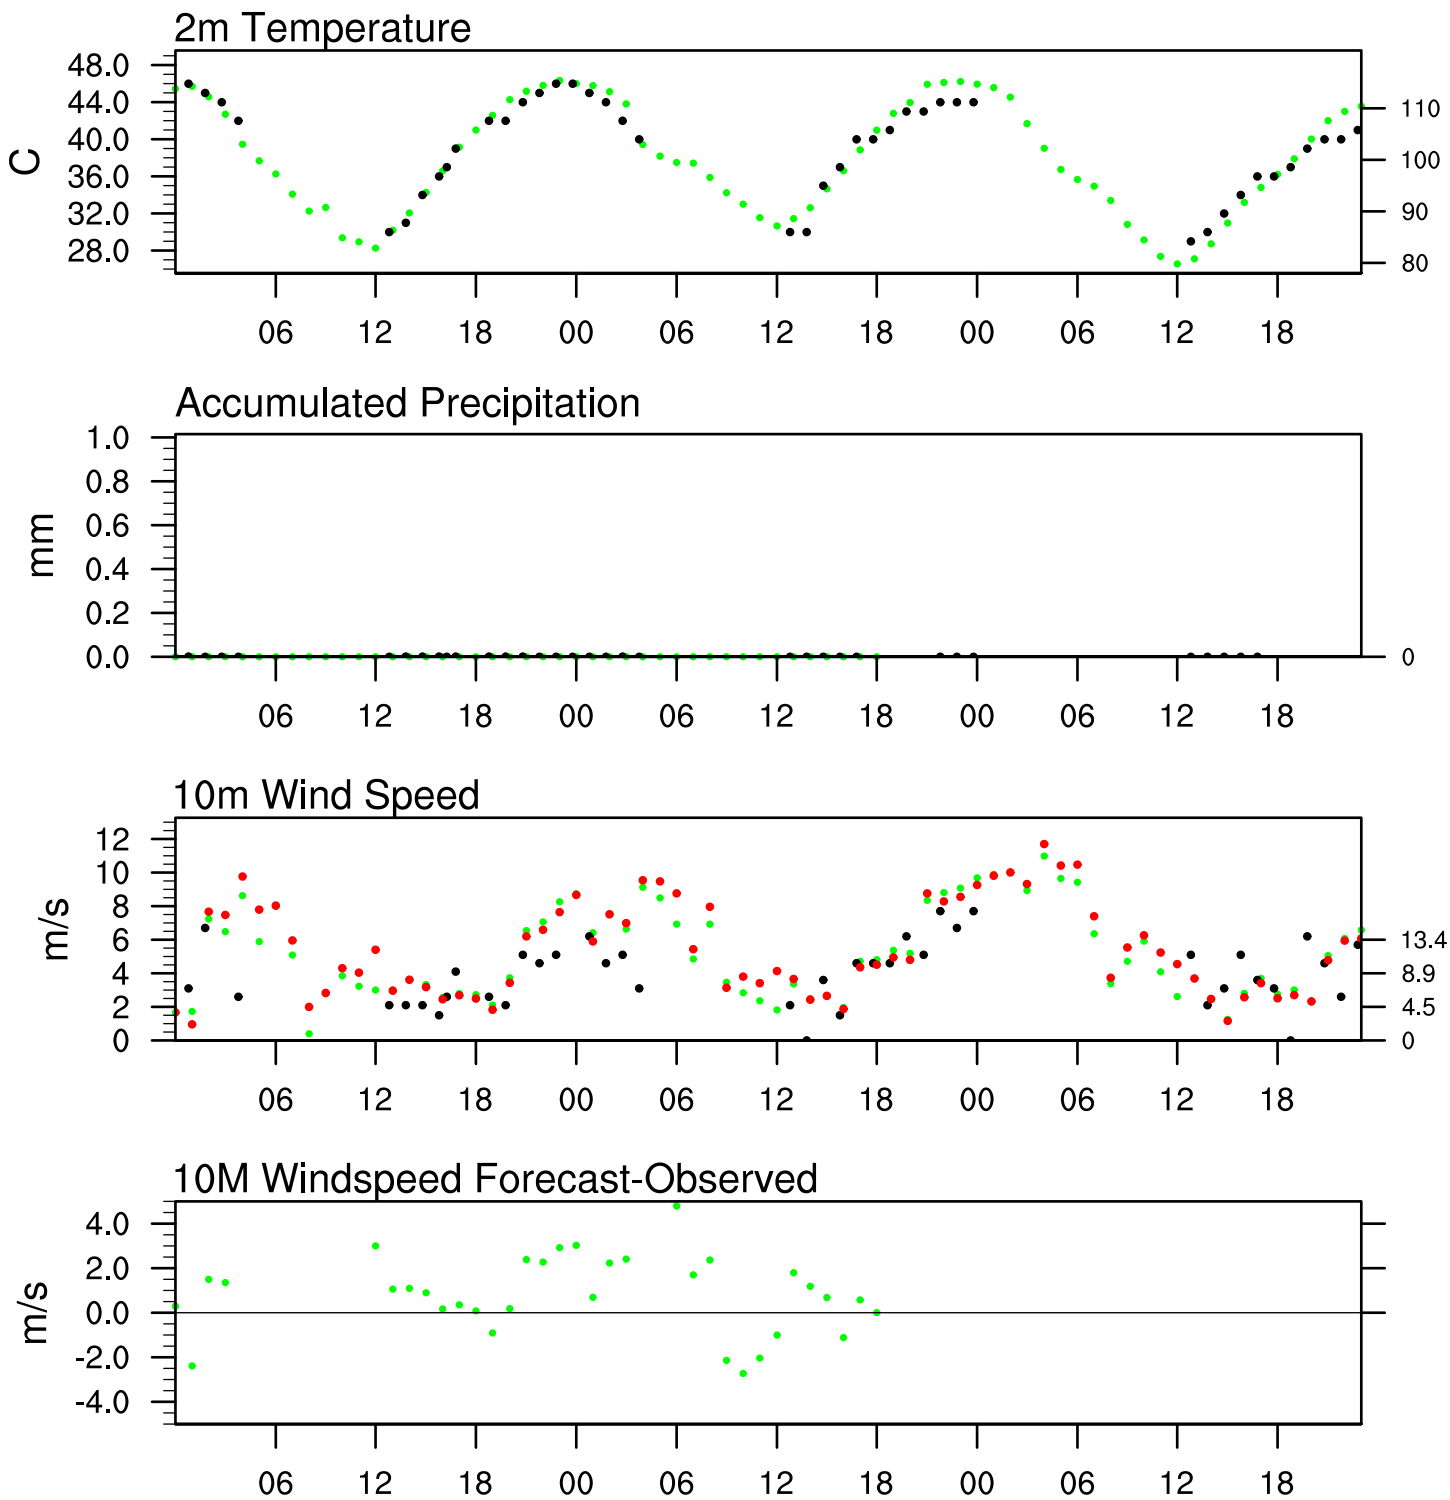 2m Temperature
48.0
44.0
110
40.0
C
100
36.0
32.0
90
28.0
80
06 12 18 00 06 12 18 00 06 12 18
Accumulated Precipitation
1.0
0.8
0.6
mm
0.4
0.2
0.0
0
06 12 18 00 06 12 18 00 06 12 18
10m Wind Speed
12
10
8
m/s
6
13.4
4
8.9
2
4.5
0
0
06 12 18 00 06 12 18 00 06 12 18
10M Windspeed Forecast-Observed
4.0
2.0
m/s
0.0
-2.0
-4.0
06 12 18 00 06 12 18 00 06 12 18